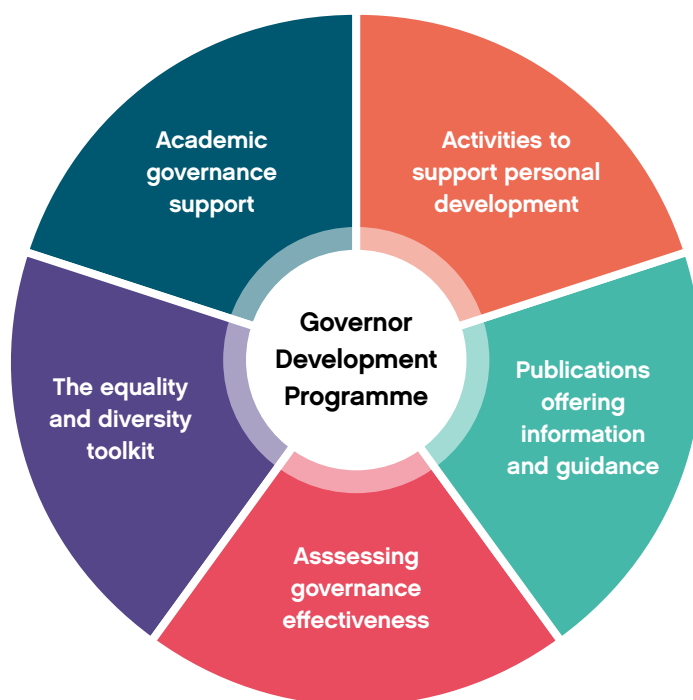 Academic
governance
support
Activities to
support personal
development
Governor
Development
Programme
The equality
and diversity
toolkit
Publications
offering
information
and guidance
Asssessing
governance
effectiveness